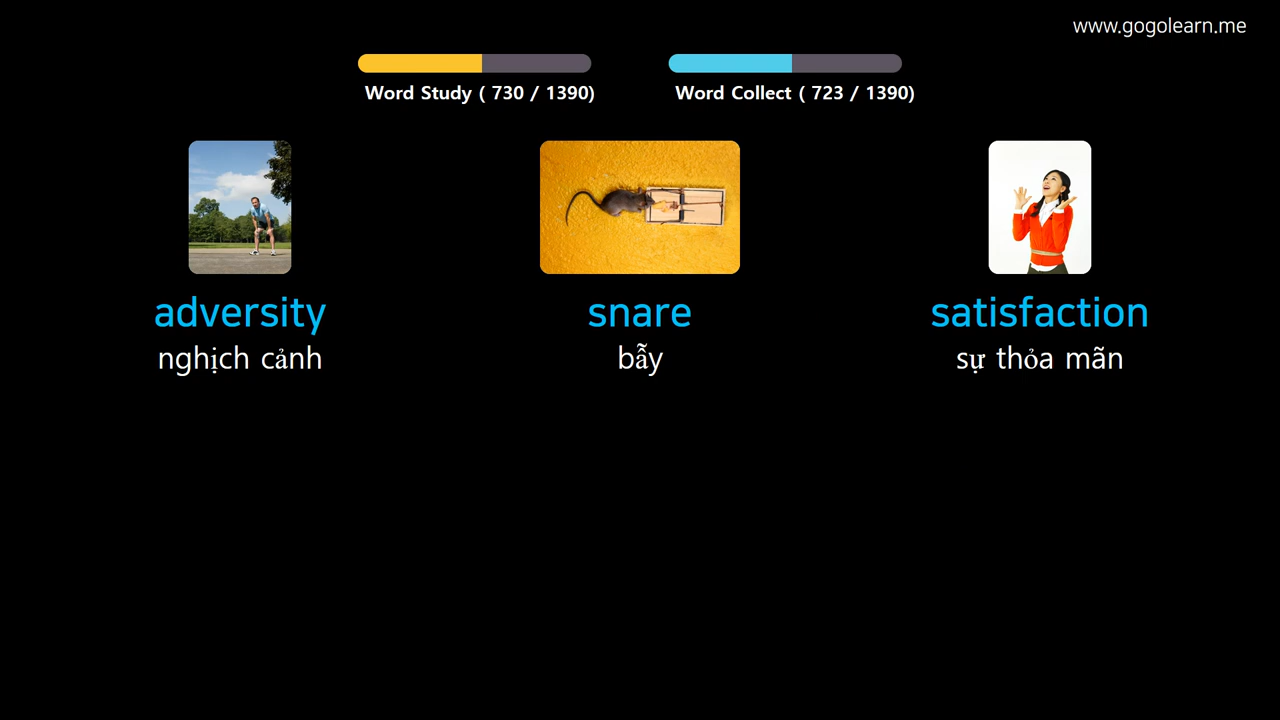 www.gogolearn.me
Word Study ( 730 / 1390)
Word Collect ( 723 / 1390)
adversity
nghịch cảnh
snare
bẫy
satisfaction
sự thỏa mãn